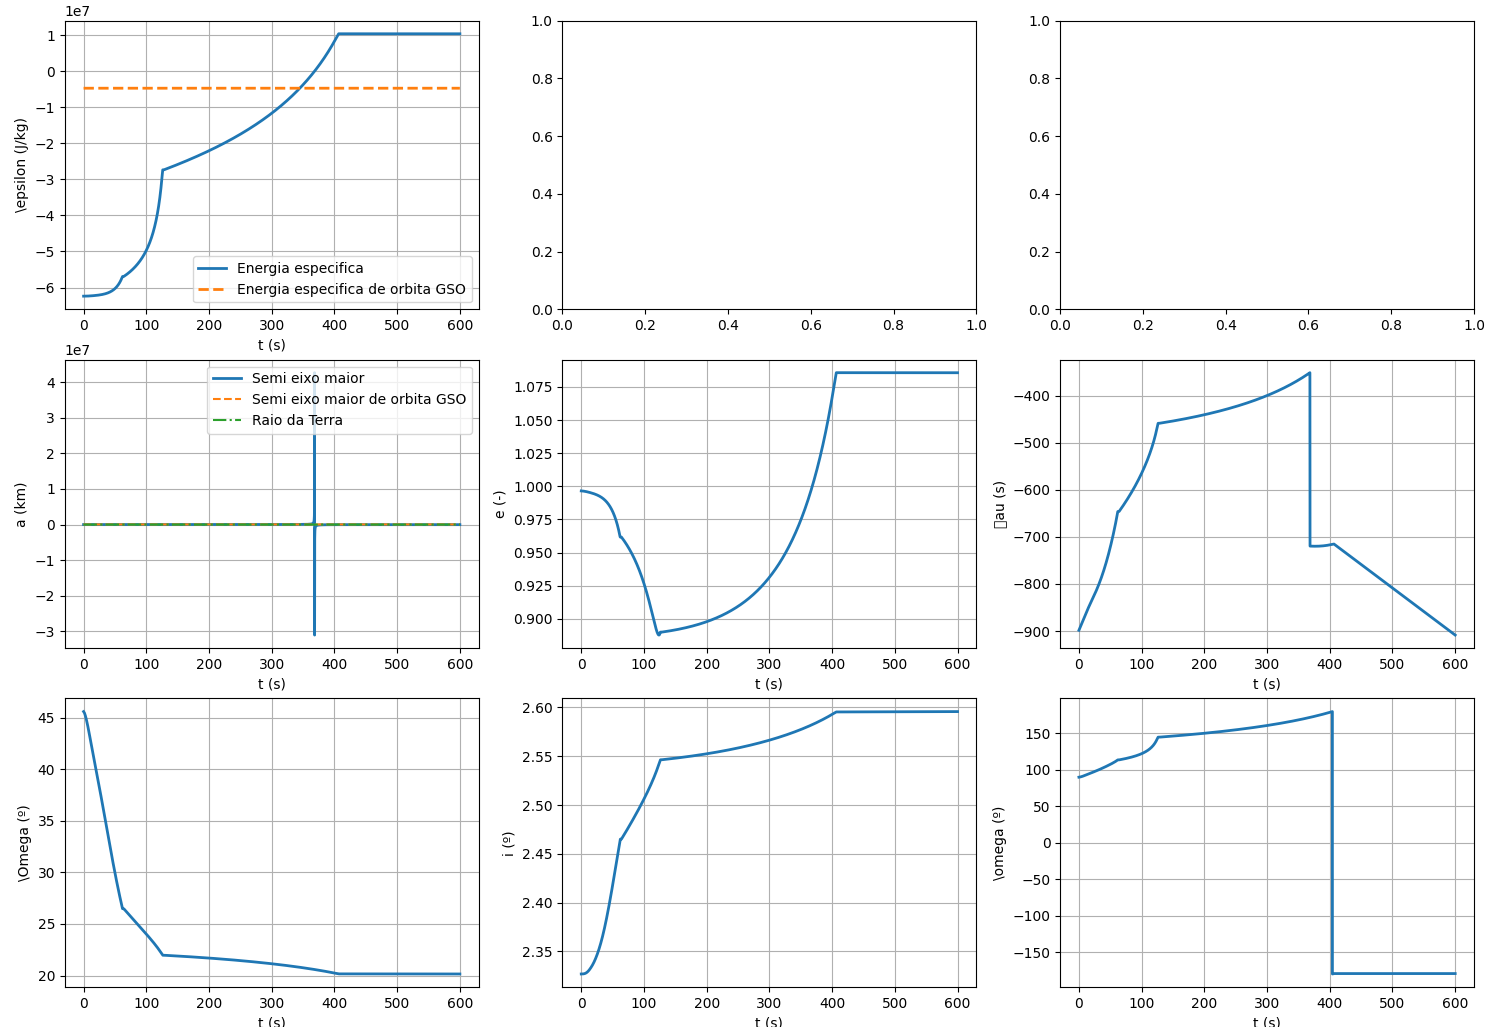 1e7
\epsilon (J/kg)
1
0
−1
−2
−3
−4
−5
−6
Energia especifica
Energia especifica de orbita GSO
0 100 200 300 400 500 600
t (s)
1.0
0.8
0.6
0.4
0.2
0.0
0.0 0.2 0.4 0.6 0.8 1.0
1.0
0.8
0.6
0.4
0.2
0.0
0.0 0.2 0.4 0.6 0.8 1.0
1e7
a (km)
4
3
2
1
0
−1
−2
−3
Semi eixo maior
Semi eixo maior de orbita GSO
Raio da Terra
0 100 200 300 400 500 600
t (s)
e (-)
1.075
1.050
1.025
1.000
0.975
0.950
0.925
0.900
0 100 200 300 400 500 600
t (s)
▯au (s)
−400
−500
−600
−700
−800
−900
0 100 200 300 400 500 600
t (s)
\Omega (º)
45
40
35
30
25
20
0 100 200 300 400 500 600
t (s)
i (º)
2.60
2.55
2.50
2.45
2.40
2.35
0 100 200 300 400 500 600
t (s)
\omega (º)
150
100
50
0
−50
−100
−150
0 100 200 300 400 500 600
t (s)